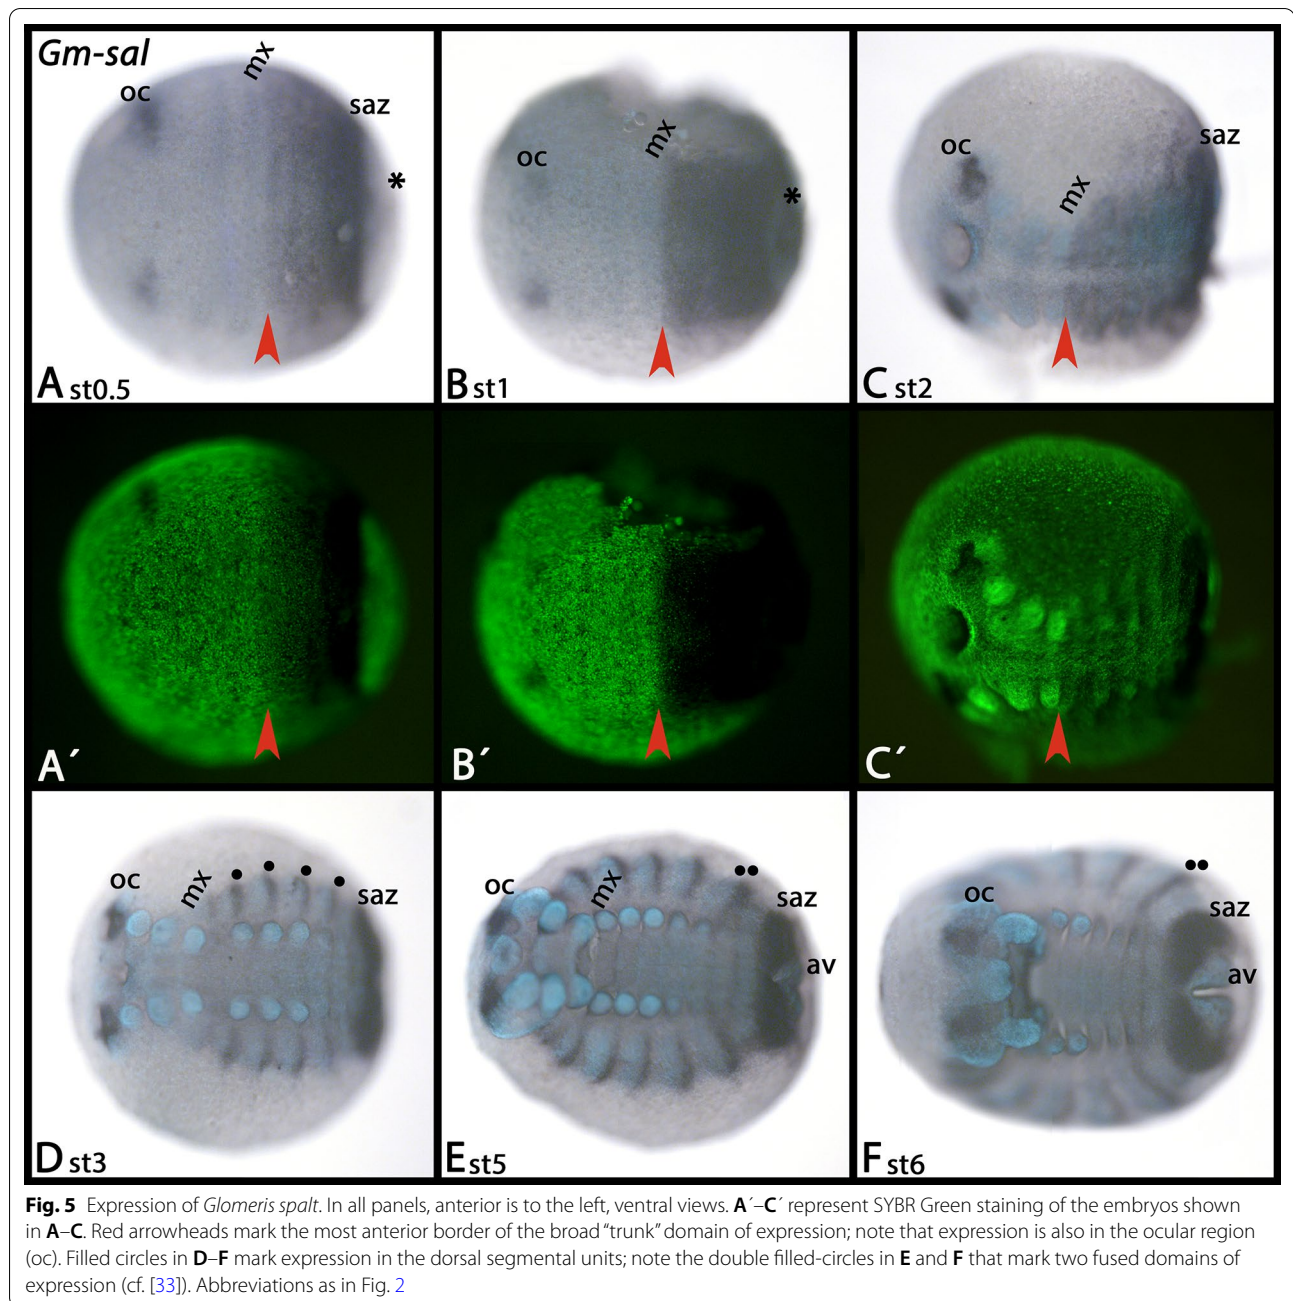 Gm-sal
oc
mx
saz
*
A st0.5
oc
mx
*
B st1
oc
mx
saz
C st2
A´
B´
C´
oc
mx
saz
D st3
oc
mx
saz
av
E st5
oc
saz
av
F st6
Fig. 5 Expression of Glomeris spalt. In all panels, anterior is to the left, ventral views. A´–C´ represent SYBR Green staining of the embryos shown
in A–C. Red arrowheads mark the most anterior border of the broad “trunk” domain of expression; note that expression is also in the ocular region
(oc). Filled circles in D–F mark expression in the dorsal segmental units; note the double filled-circles in E and F that mark two fused domains of
expression (cf. [33]). Abbreviations as in Fig. 2